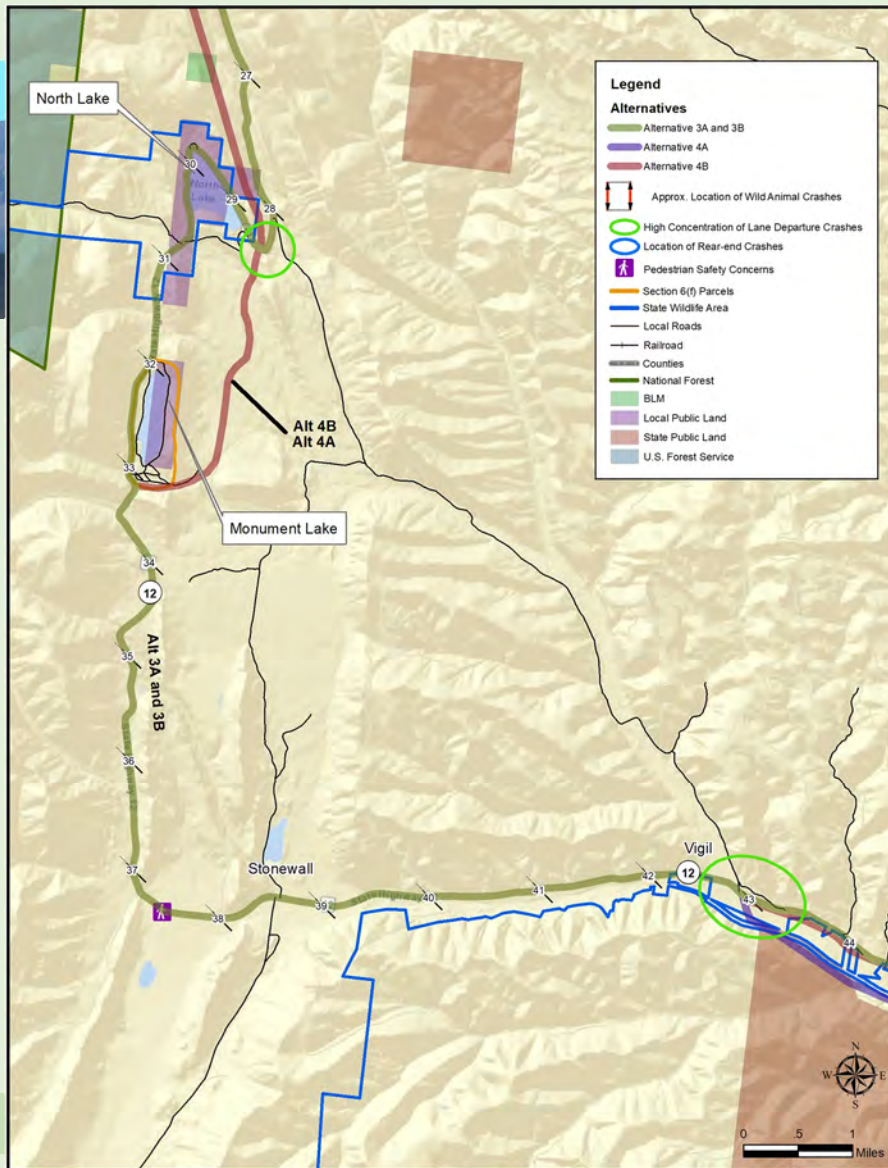 27
North Lake
30
North
Lake
29
28
31
32
Alt 4B
Alt 4A
33
Monument Lake
34
12
35
Alt 3A and 3B
36
37
Stonewall
38
39
State Highway
40
41
42
Vigil
12
43
44
Legend
Alternatives
Alternative 3A and 3B
Alternative 4A
Alternative 4B
Approx. Location of Wild Animal Crashes
High Concentration of Lane Departure Crashes
Location of Rear-end Crashes
Pedestrian Safety Concerns
Section 6(f) Parcels
State Wildlife Area
Local Roads
Railroad
Counties
National Forest
BLM
Local Public Land
State Public Land
U.S. Forest Service
N
W
E
S
0
.5
1
Miles